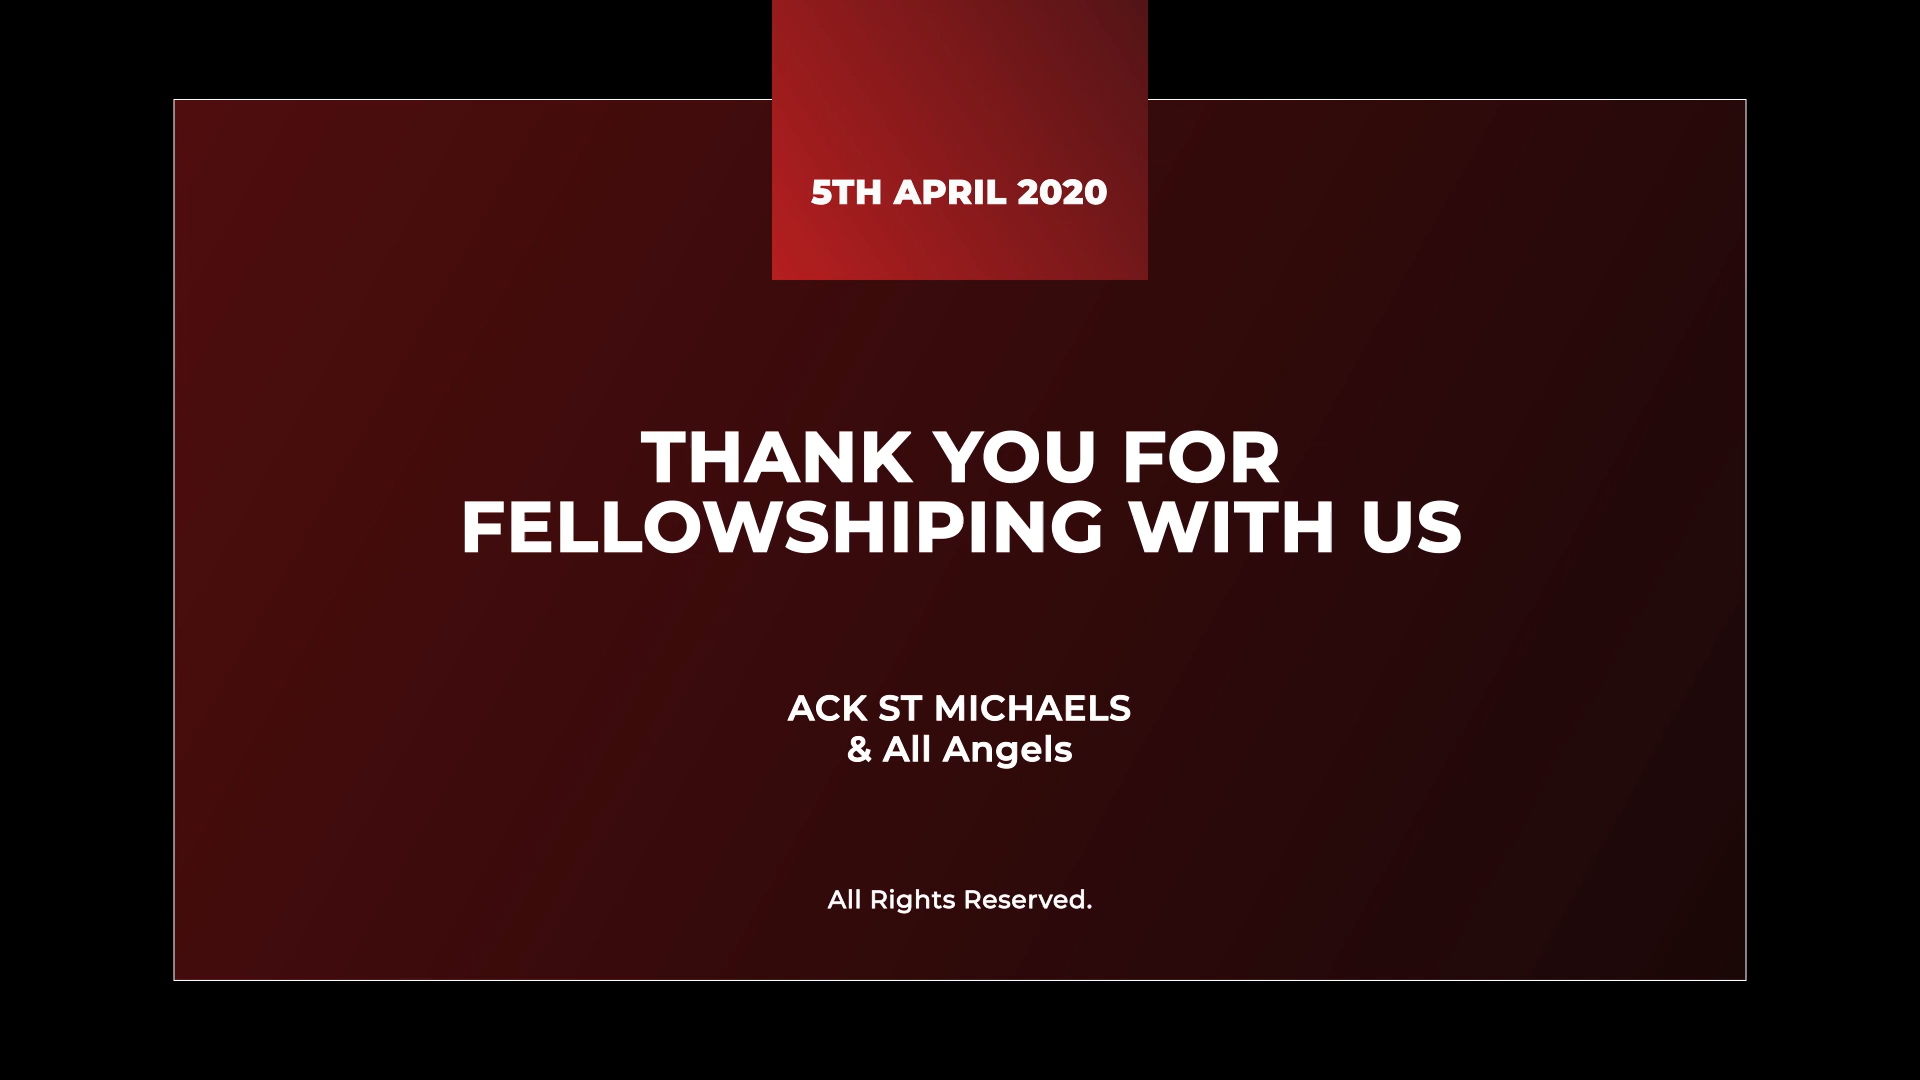 5TH APRIL 2020
THANK YOU FOR
FELLOWSHIPING WITH US
ACK ST MICHAELS
& All Angels
All Rights Reserved.